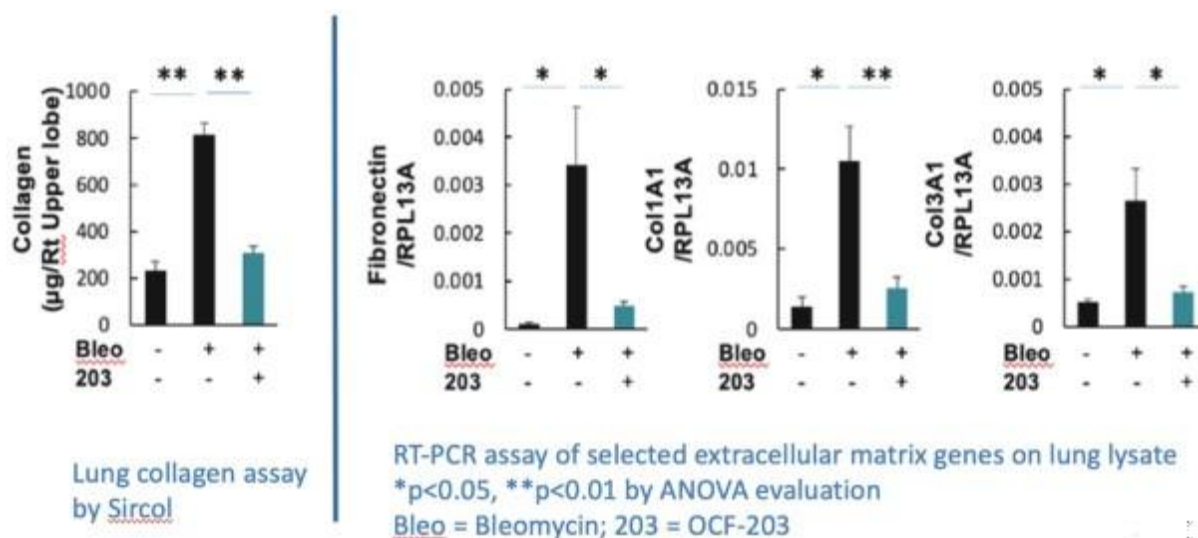 ** **
Collagen
(µg/Rt Upper lobe)
1000
800
600
400
200
0
Bleo - + +
203 - - +
Lung collagen assay
by Sircol
* *
Fibronectin
/RPL13A
0.005
0.004
0.003
0.002
0.001
0
Bleo - + +
203 - - +
* **
Col1A1
/RPL13A
0.015
0.01
0.005
0
Bleo - + +
203 - - +
* *
Col3A1
/RPL13A
0.005
0.004
0.003
0.002
0.001
0
Bleo - + +
203 - - +
RT-PCR assay of selected extracellular matrix genes on lung lysate
*p<0.05, **p<0.01 by ANOVA evaluation
Bleo = Bleomycin; 203 = OCF-203